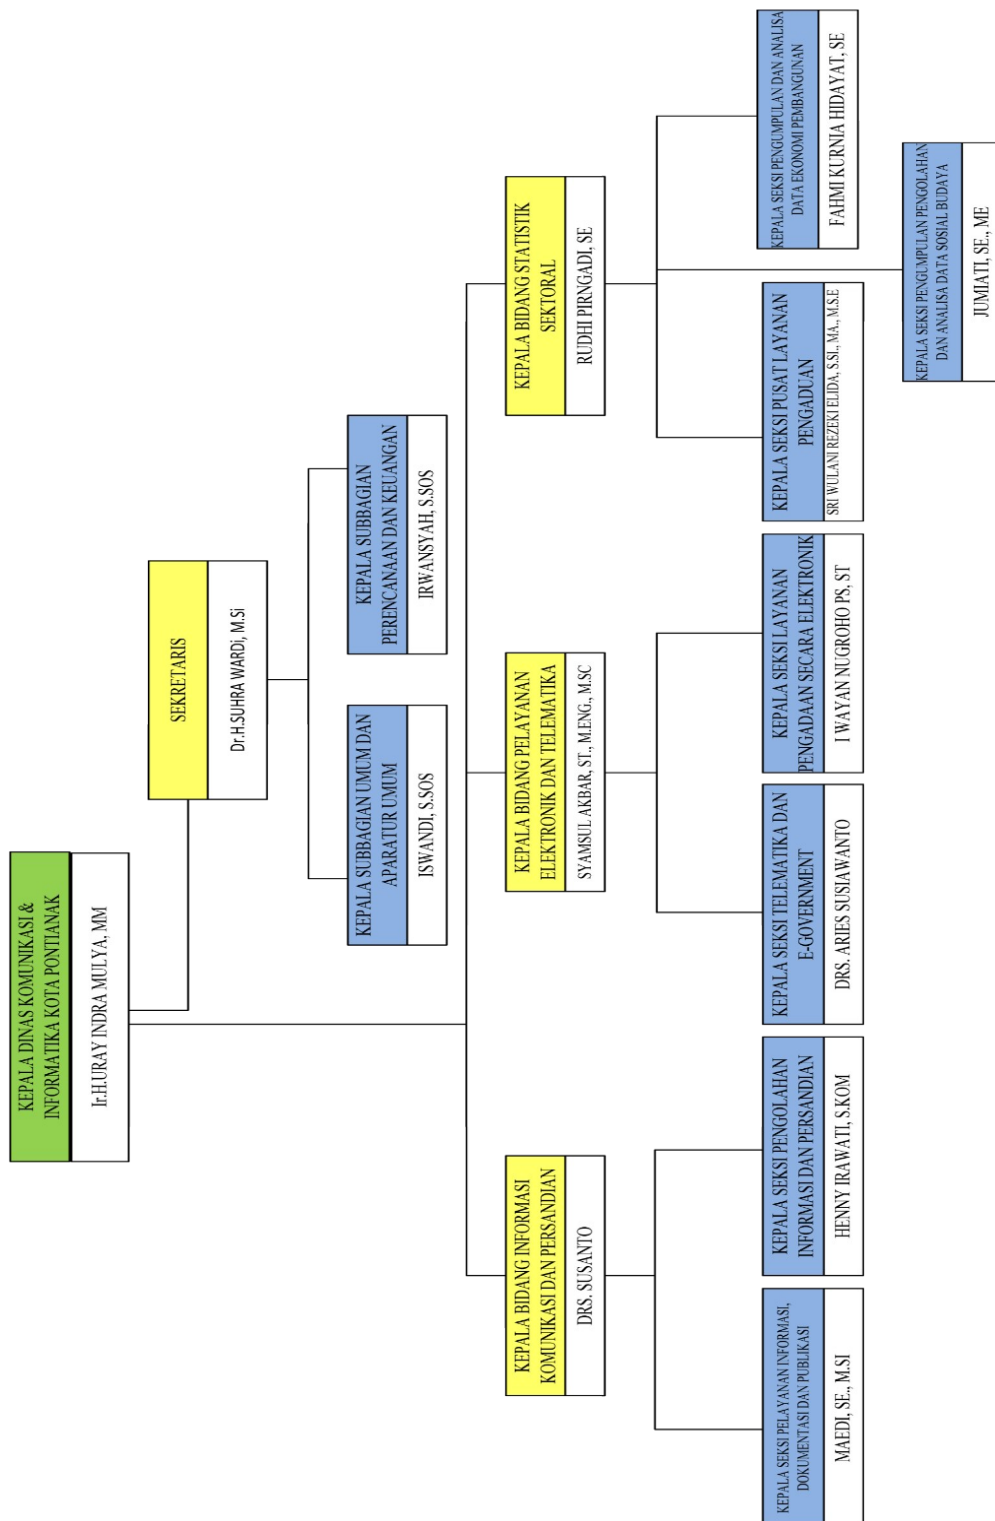 KEPALA DINAS KOMUNIKASI &
INFORMATIKA KOTA PONTIANAK
Ir.H.URAY INDRA MULYA, MM
SEKRETARIS
Dr.H.SUHRA WARDi, M.Si
KEPALA SUBBAGIAN UMUM DAN
APARATUR UMUM
ISWANDI, S.SOS
KEPALA SUBBAGIAN
PERENCANAAN DAN KEUANGAN
IRWANSYAH, S.SOS
KEPALA BIDANG INFORMASI
KOMUNIKASI DAN PERSANDIAN
DRS. SUSANTO
KEPALA BIDANG PELAYANAN
ELEKTRONIK DAN TELEMATIKA
SYAMSUL AKBAR, ST., M.ENG., M.SC
KEPALA BIDANG STATISTIK
SEKTORAL
RUDHI PIRNGADI, SE
KEPALA SEKSI PELAYANAN INFORMASI,
DOKUMENTASI DAN PUBLIKASI
MAEDI, SE., M.SI
KEPALA SEKSI PENGOLAHAN
INFORMASI DAN PERSANDIAN
HENNY IRAWATI, S.KOM
KEPALA SEKSI TELEMATIKA DAN
E-GOVERNMENT
DRS. ARIES SUSIAWANTO
KEPALA SEKSI LAYANAN
PENGADAAN SECARA ELEKTRONIK
I WAYAN NUGROHO PS, ST
KEPALA SEKSI PUSAT LAYANAN
PENGADUAN
SRI WULANI REZEKI ELIDA, S.SI., MA., M.S.E
KEPALA SEKSI PENGUMPULAN DAN ANALISA
DATA EKONOMI PEMBANGUNAN
FAHMI KURNIA HIDAYAT, SE
KEPALA SEKSI PENGUMPULAN PENGOLAHAN
DAN ANALISA DATA SOSIAL BUDAYA
JUMIATI, SE., ME